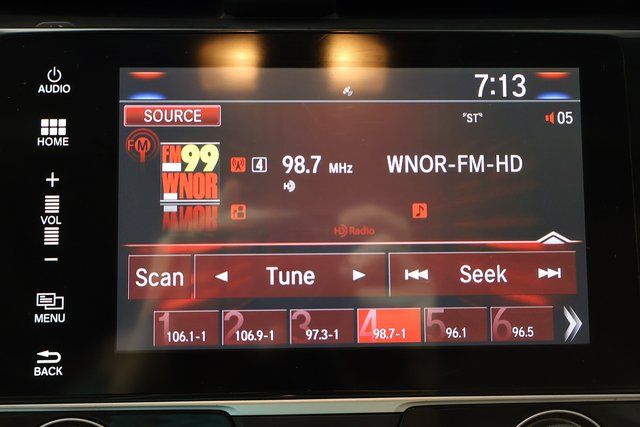 AUDIO
HOME
+
VOL
–
MENU
BACK
7:13
SOURCE
"ST"
05
FM
FM99
WNOR
4
98.7 MHz
WNOR-FM-HD
HD Radio
Scan
Tune
Seek
1 106.1-1
2 106.9-1
3 97.3-1
4 98.7-1
5 96.1
6 96.5